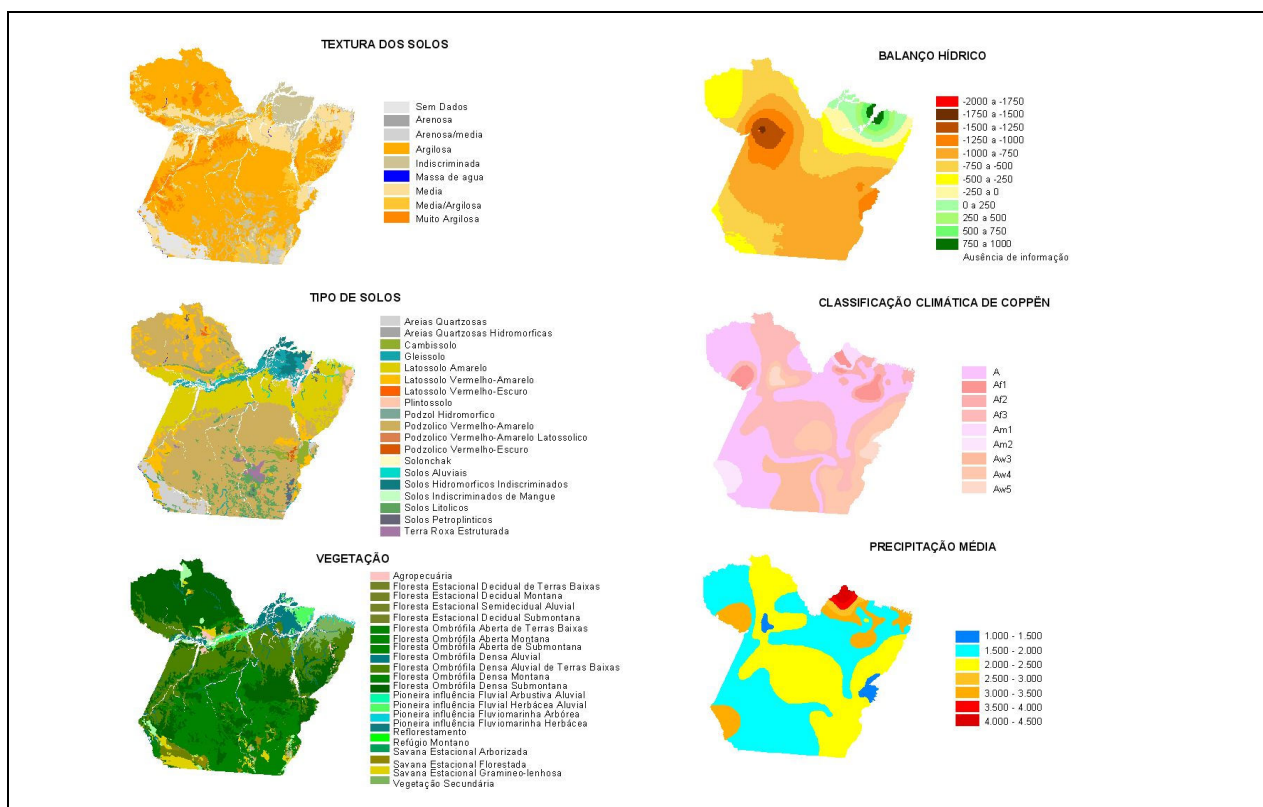 TEXTURA DOS SOLOS
Sem Dados
Arenosa
Arenosa/media
Argilosa
Indiscriminada
Massa de agua
Media
Media/Argilosa
Muito Argilosa
BALANÇO HÍDRICO
-2000 a -1750
-1750 a -1500
-1500 a -1250
-1250 a -1000
-1000 a -750
-750 a -500
-500 a -250
-250 a 0
0 a 250
250 a 500
500 a 750
750 a 1000
Ausência de informação
TIPO DE SOLOS
Areias Quartzosas
Areias Quartzosas Hidromorficas
Cambissolo
Gleissolo
Latossolo Amarelo
Latossolo Vermelho-Amarelo
Latossolo Vermelho-Escuro
Plintossolo
Podzol Hidromorfico
Podzolico Vermelho-Amarelo
Podzolico Vermelho-Amarelo Latossolico
Podzolico Vermelho-Escuro
Solonchak
Solos Aluviais
Solos Hidromorficos Indiscriminados
Solos Indiscriminados de Mangue
Solos Litolicos
Solos Petroplinticos
Terra Roxa Estruturada
CLASSIFICAÇÃO CLIMÁTICA DE COPPËN
A
Af1
Af2
Af3
Am1
Am2
Aw3
Aw4
Aw5
VEGETAÇÃO
Agropecuária
Floresta Estacional Decidual de Terras Baixas
Floresta Estacional Decidual Montana
Floresta Estacional Semidecidual Aluvial
Floresta Estacional Decidual Submontana
Floresta Ombrófila Aberta de Terras Baixas
Floresta Ombrófila Aberta Montana
Floresta Ombrófila Aberta de Submontana
Floresta Ombrófila Densa Aluvial
Floresta Ombrófila Densa Aluvial de Terras Baixas
Floresta Ombrófila Densa Montana
Floresta Ombrófila Densa Submontana
Pioneira influência Fluvial Arbustiva Aluvial
Pioneira influência Fluvial Herbácea Aluvial
Pioneira influência Fluviomarinha Arbórea
Pioneira influência Fluviomarinha Herbácea
Reflorestamento
Refúgio Montano
Savana Estacional Arborizada
Savana Estacional Florestada
Savana Estacional Gramineo-lenhosa
Vegetação Secundária
PRECIPITAÇÃO MÉDIA
1.000 - 1.500
1.500 - 2.000
2.000 - 2.500
2.500 - 3.000
3.000 - 3.500
3.500 - 4.000
4.000 - 4.500